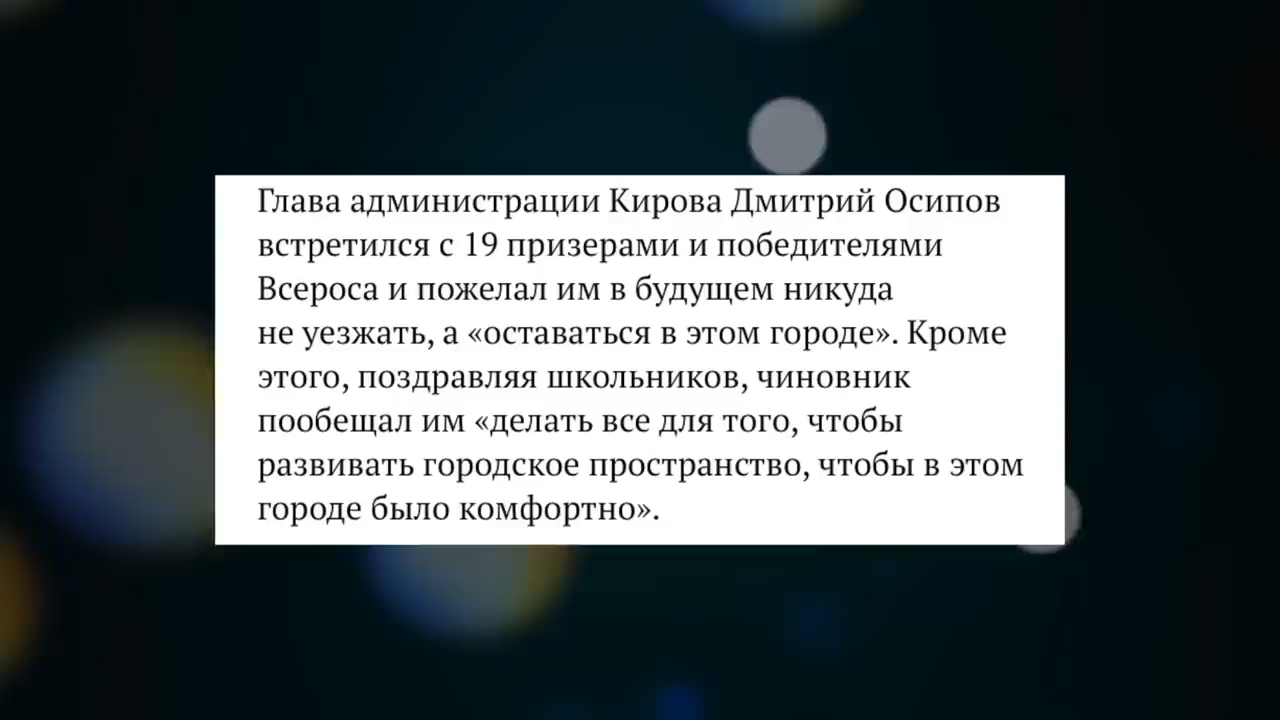 Глава администрации Кирова Дмитрий Осипов
встретился с 19 призерами и победителями
Всероса и пожелал им в будущем никуда
не уезжать, а «оставаться в этом городе». Кроме
этого, поздравляя школьников, чиновник
пообещал им «делать все для того, чтобы
развивать городское пространство, чтобы в этом
городе было комфортно».